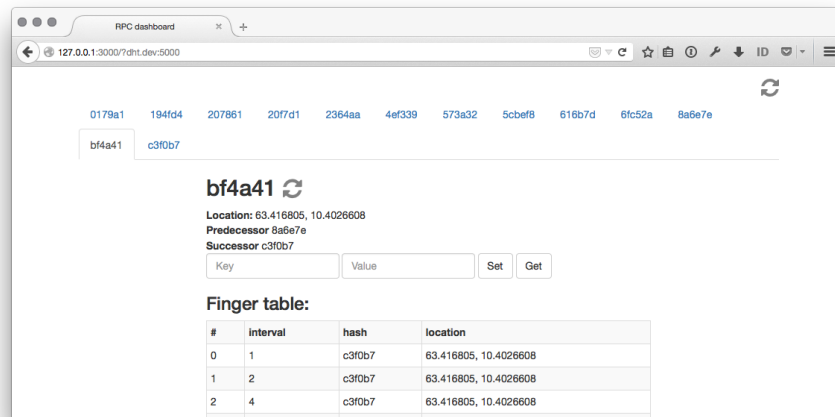 RPC dashboard
127.0.0.1:3000/?dht.dev:5000
ID
0179a1 194fd4 207861 20f7d1 2364aa 4ef339 573a32 5cbef8 616b7d 6fc52a 8a6e7e
bf4a41 c3f0b7
bf4a41
Location: 63.416805, 10.4026608
Predecessor 8a6e7e
Successor c3f0b7
Key Value Set Get
Finger table:
# interval hash location
0 1 c3f0b7 63.416805, 10.4026608
1 2 c3f0b7 63.416805, 10.4026608
2 4 c3f0b7 63.416805, 10.4026608